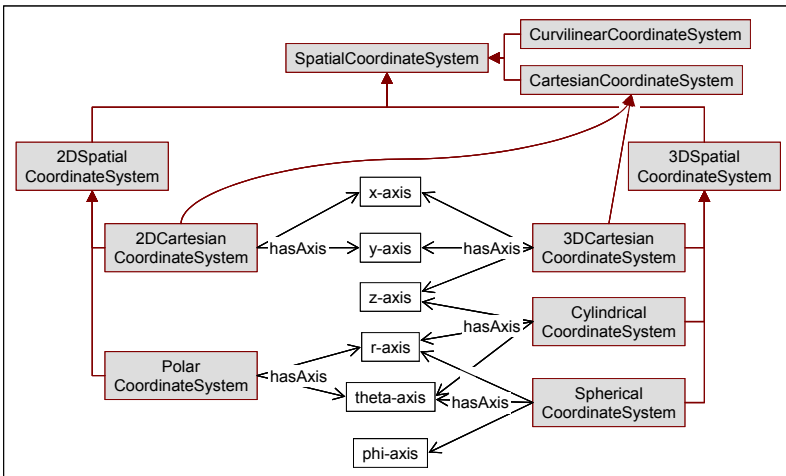 CurvilinearCoordinateSystem
SpatialCoordinateSystem
CartesianCoordinateSystem
2DSpatial
CoordinateSystem
3DSpatial
CoordinateSystem
x-axis
2DCartesian
CoordinateSystem
hasAxis
y-axis
hasAxis
3DCartesian
CoordinateSystem
z-axis
Cylindrical
CoordinateSystem
hasAxis
r-axis
Polar
CoordinateSystem
hasAxis
theta-axis
hasAxis
Spherical
CoordinateSystem
phi-axis